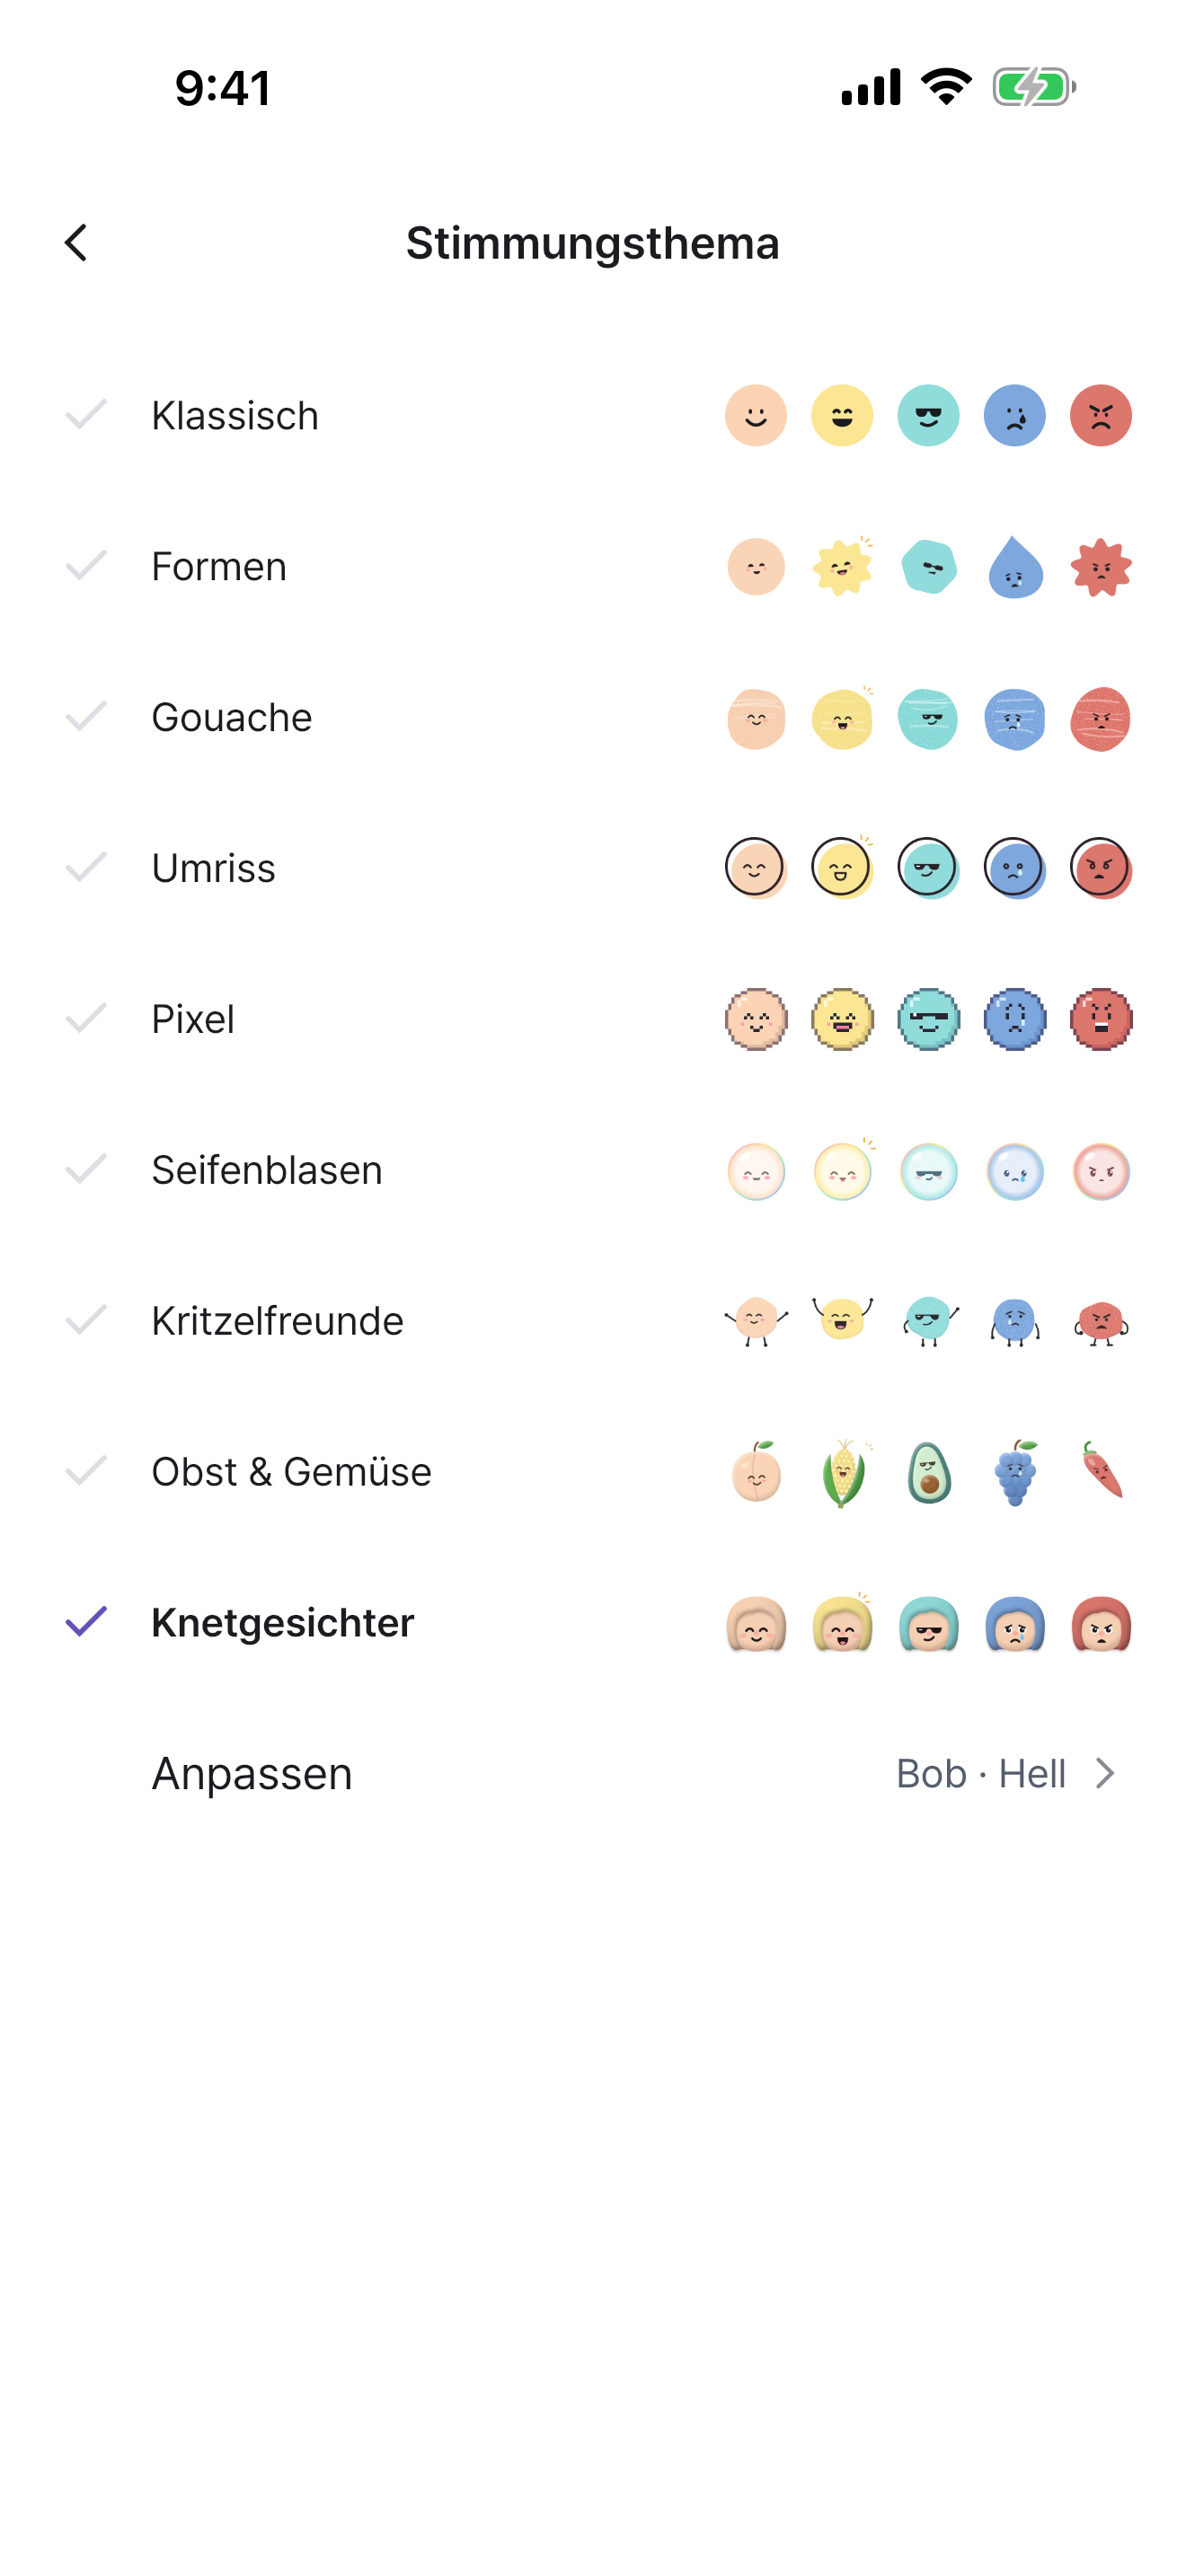 9:41
Stimmungsthema
Klassisch
Formen
Gouache
Umriss
Pixel
Seifenblasen
Kritzelfreunde
Obst & Gemüse
Knetgesichter
Anpassen
Bob · Hell